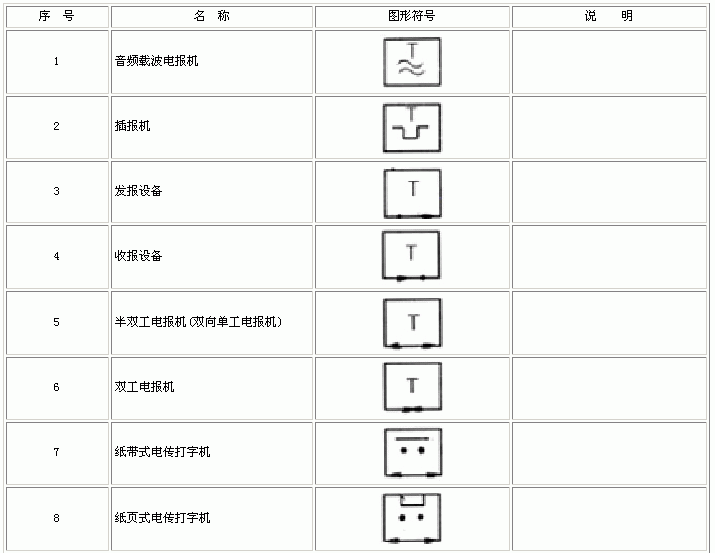 序 号 名 称 图形符号 说 明
1 音频载波电报机 T
2 插报机 T
3 发报设备 T
4 收报设备 T
5 半双工电报机(双向单工电报机) T
6 双工电报机 T
7 纸带式电传打字机
8 纸页式电传打字机